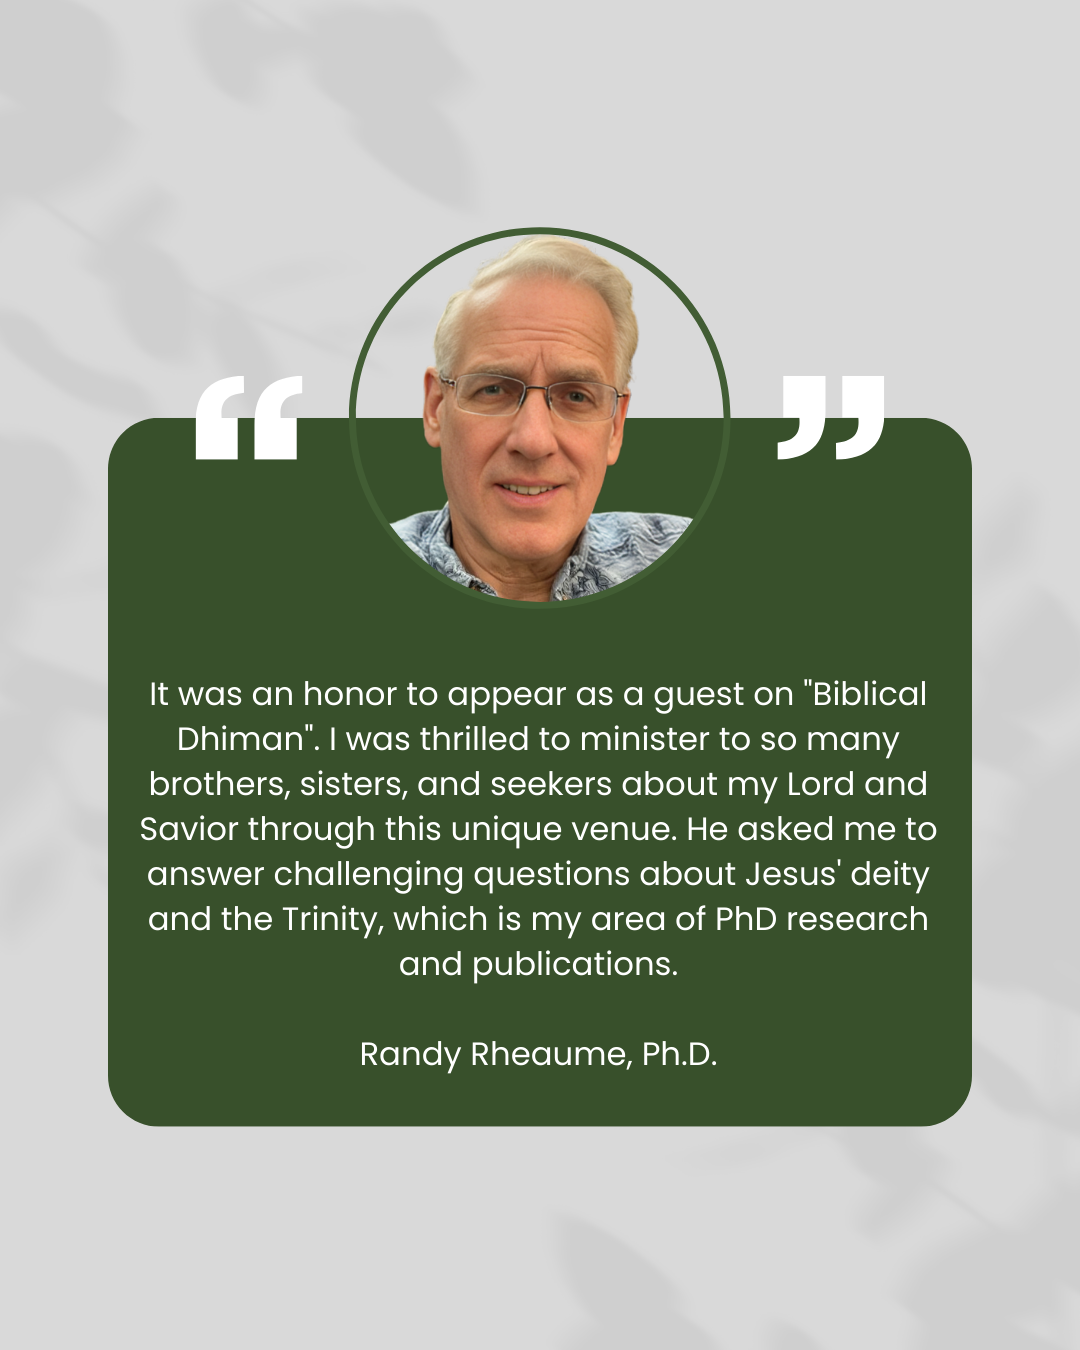 “ ”
It was an honor to appear as a guest on "Biblical
Dhiman". I was thrilled to minister to so many
brothers, sisters, and seekers about my Lord and
Savior through this unique venue. He asked me to
answer challenging questions about Jesus' deity
and the Trinity, which is my area of PhD research
and publications.
Randy Rheaume, Ph.D.